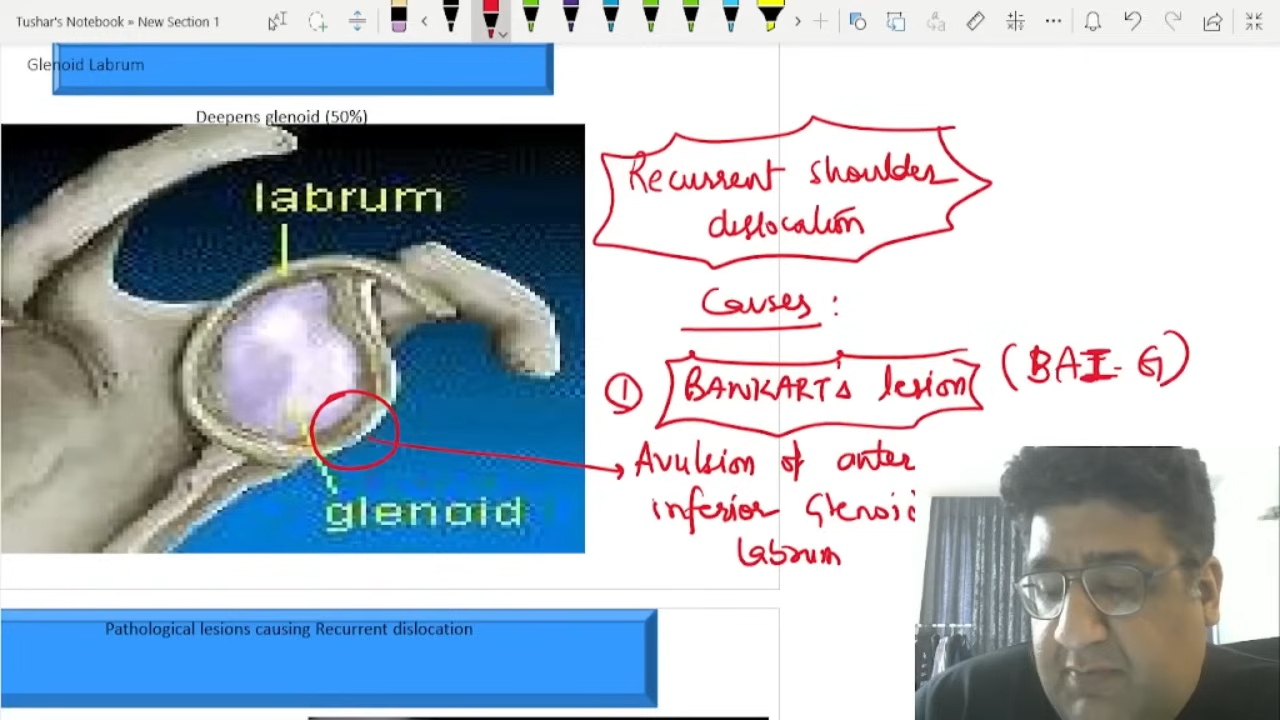 Tushar's Notebook » New Section 1
Glenoid Labrum
Deepens glenoid (50%)
labrum
glenoid
Recurrent shoulder
dislocation
Causes :
① BANKART's lesion (BAI-G)
Avulsion of anter
inferior Glenoi
labrum
Pathological lesions causing Recurrent dislocation